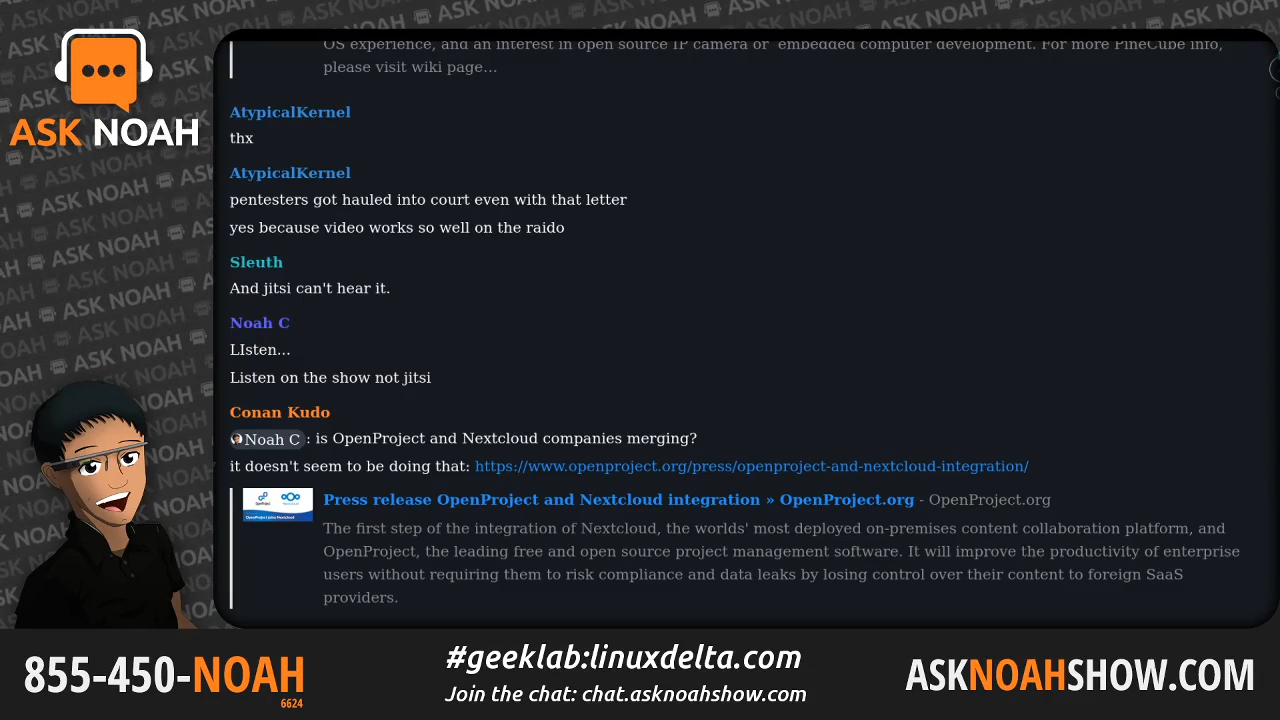 ASK NOAH
OS experience, and an interest in open source IP camera or embedded computer development. For more PineCube info,
please visit wiki page...
AtypicalKernel
thx
AtypicalKernel
pentesters got hauled into court even with that letter
yes because video works so well on the raido
Sleuth
And jitsi can't hear it.
Noah C
LIsten...
Listen on the show not jitsi
Conan Kudo
Noah C : is OpenProject and Nextcloud companies merging?
it doesn't seem to be doing that: https://www.openproject.org/press/openproject-and-nextcloud-integration/
Press release OpenProject and Nextcloud integration » OpenProject.org - OpenProject.org
The first step of the integration of Nextcloud, the worlds' most deployed on-premises content collaboration platform, and
OpenProject, the leading free and open source project management software. It will improve the productivity of enterprise
users without requiring them to risk compliance and data leaks by losing control over their content to foreign SaaS
providers.
855-450-NOAH
6624
#geeklab:linuxdelta.com
Join the chat: chat.asknoahshow.com
ASKNOAHSHOW.COM